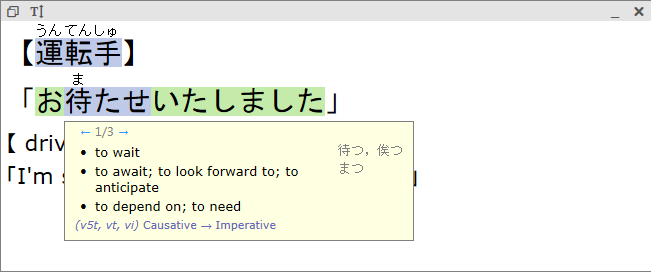 T
うんてんしゅ
【運転手】
ま
「お待たせいたしました」
← 1/3 →
• to wait
待つ, 俟つ
まつ
• to await; to look forward to; to anticipate
• to depend on; to need
(v5t, vt, vi) Causative → Imperative
【 driv
「I'm s
」